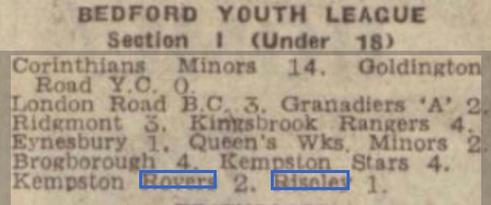 BEDFORD YOUTH LEAGUE
Section 1 (Under 18)
Corinthians Minors 14. Goldington
Road Y.C. 0.
London Road B.C. 3. Granadiers 'A' 2.
Ridgmont 3. Kingsbrook Rangers 4.
Eynesbury 1. Queen's Wks. Minors 2.
Brogborough 4. Kempston Stars 4.
Kempston Rovers 2. Riseley 1.